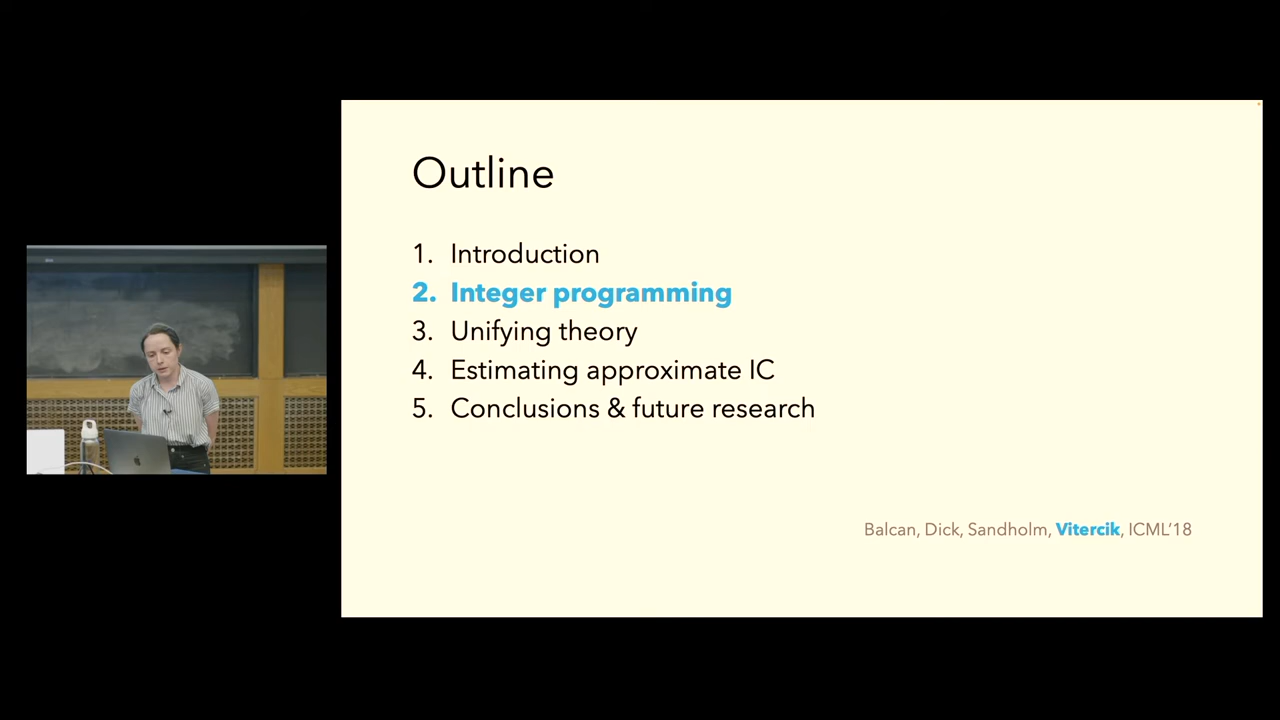 Outline
1. Introduction
2. Integer programming
3. Unifying theory
4. Estimating approximate IC
5. Conclusions & future research
Balcan, Dick, Sandholm, Vitercik, ICML’18